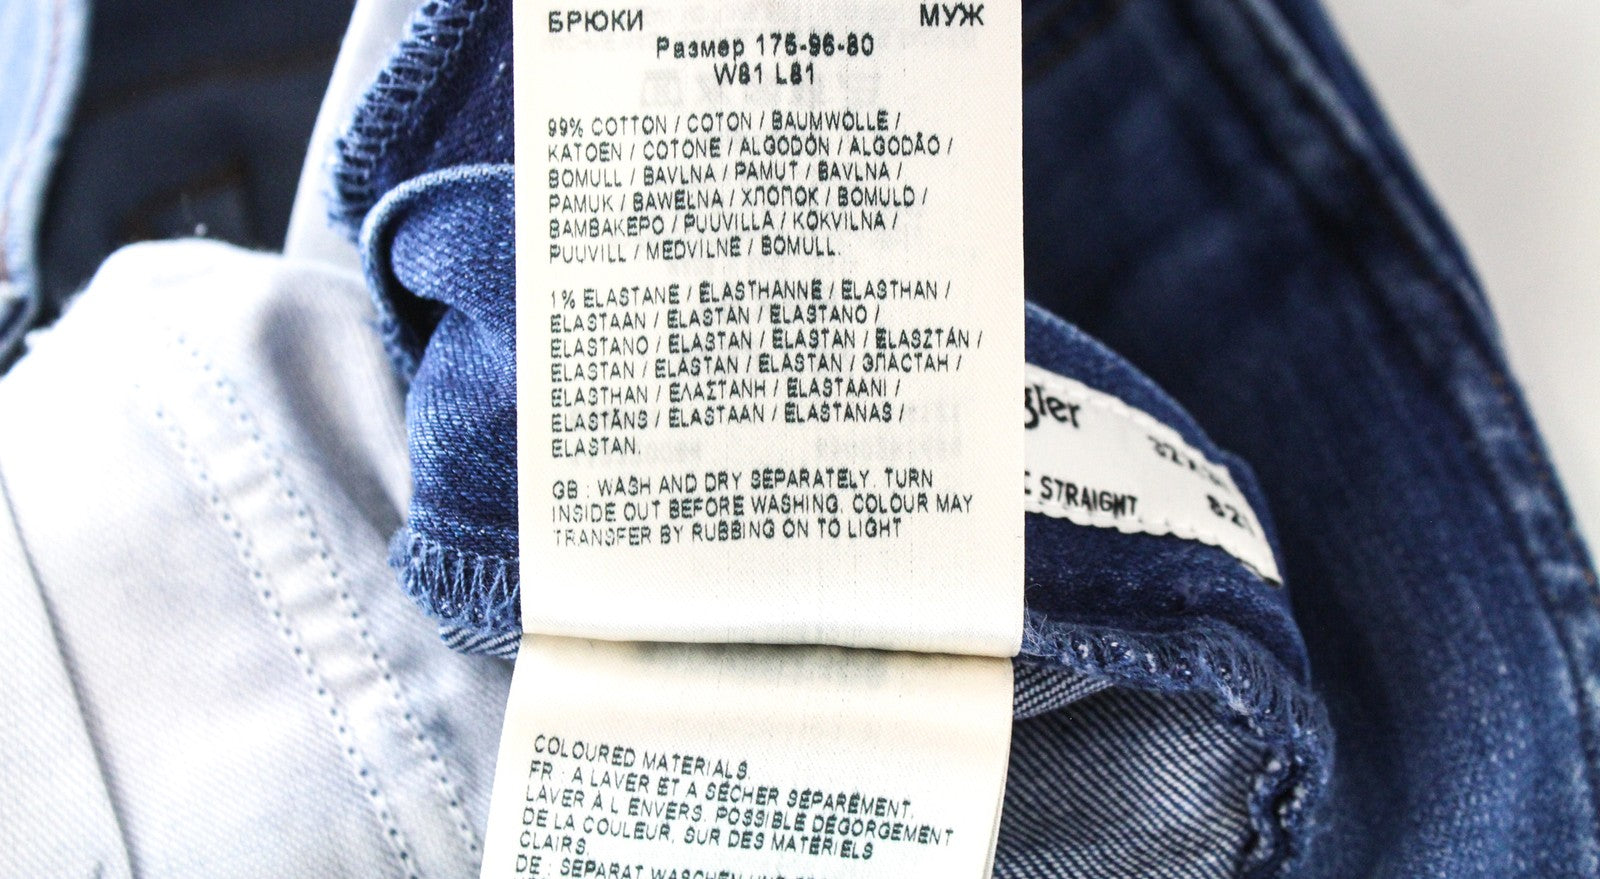 БРЮКИ МУЖ
Размер 176-96-80
W81 L81
99% COTTON / COTON / BAUMWOLLE /
KATOEN / COTONE / ALGODÓN / ALGODÃO /
BOMULL / BAVLNA / PAMUT / BAVLNA /
PAMUK / BAWEŁNA / ХЛОПОК / BOMULD /
ΒΑΜΒΑΚΕΡΟ / PUUVILLA / KOKVILNA /
PUUVILL / MEDVILNĖ / BOMULL.
1% ELASTANE / ÉLASTHANNE / ELASTHAN /
ELASTAAN / ELASTAN / ELASTANO /
ELASTANO / ELASTAN / ELASTAN / ELASZTÁN /
ELASTAN / ELASTAN / ELASTAN / ЭЛАСТАН /
ELASTHAN / ΕΛΑΣΤΑΝΗ / ELASTAANI /
ELASTĀNS / ELASTAAN / ELASTANAS /
ELASTAN.
GB : WASH AND DRY SEPARATELY. TURN
INSIDE OUT BEFORE WASHING. COLOUR MAY
TRANSFER BY RUBBING ON TO LIGHT
COLOURED MATERIALS.
FR : A LAVER ET A SÉCHER SÉPARÉMENT.
LAVER À L ENVERS. POSSIBLE DÉGORGEMENT
DE LA COULEUR, SUR DES MATÉRIELS
CLAIRS.
DE : SEPARAT WASCHEN UND
gler
STRAIGHT